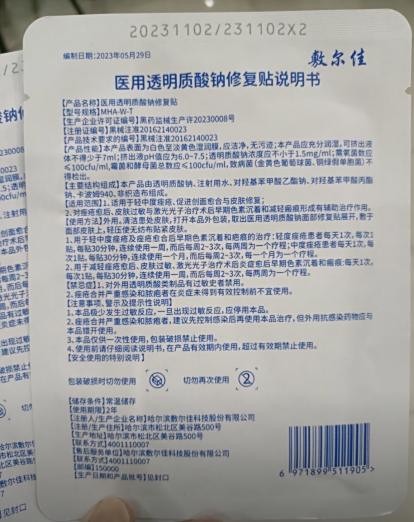 20231102/231102X2
编制日期:2023年05月29日
敷尔佳
医用透明质酸钠修复贴说明书
【产品名称】医用透明质酸钠修复贴
【型号规格】MHA-W-T
【生产企业许可证编号】黑药监械生产许20230008号
【注册证编号】黑械注准20162140023
【产品技术要求的编号】黑械注准20162140023
【产品性能】本产品表面为白色至淡黄色湿润膜,应洁净,无污迹;本产品应充分湿润,可挤出液
体不得少于7ml;挤出液pH值应为6.0~7.5;透明质酸钠浓度应不小于1.5mg/ml;需氧菌数应
≤100cfu/ml,霉菌和酵母菌总数应≤100cfu/ml,致病菌(金黄色葡萄球菌、铜绿假单胞菌)不
得检出。
【主要结构组成】本产品由透明质酸钠、注射用水、对羟基苯甲酸乙酯钠、对羟基苯甲酸丙酯
钠、卡波姆940、非织造布组成。
【适用范围】1.适用于轻中度痤疮、促进创面愈合与皮肤修复;
2.对痤疮愈后、皮肤过敏与激光光子治疗术后早期色素沉着和减轻瘢痕形成有辅助治疗作用。
【使用方法】外用,清洁患处皮肤,打开本品外包装,取出医用透明质酸钠面部修复贴展开,敷于
面部皮肤上,轻压使无纺布贴紧皮肤。
1.用于轻中度痤疮及痤疮愈合后早期色素沉着和疤痕的治疗:轻度痤疮患者每天1次,每次1
贴,每贴30分钟,连续使用一周,而后每周2~3次,每两周为一个疗程;中度痤疮患者每天1次,每
次1贴,每贴30分钟,连续使用一个月,而后每周2~3次,每一个月为一个疗程。
2.用于减轻痤疮愈后、皮肤过敏、激光光子治疗术后炎症愈后早期色素沉着和瘢痕:每天1次,
每次1贴,每贴30分钟,连续使用一周,而后每周2~3次,每两周为一个疗程。
【禁忌症】1.对外用透明质酸类制品有过敏史者禁用。
2.痤疮合并严重感染和脓疱者在炎症未得到有效控制前不宜使用。
【注意事项、警示及提示性说明】
1.本品极少发生过敏反应,一旦出现过敏反应,应停用本品。
2.痤疮合并严重感染和脓疱者,建议先控制感染后再使用本品治疗,但外用抗感染药物应与
本品错开使用。
3.本品仅供一次性使用,包装破损禁止使用。
4.使用前请仔细阅读说明书,在产品有效期内使用,超过有效期禁止使用。
【安全使用的特别说明】
包装破损时切勿使用
切勿再次使用
【储存条件】常温储存
【使用期限】2年
【注册人/生产企业名称】哈尔滨敷尔佳科技股份有限公司
【注册/生产住所】哈尔滨市松北区美谷路500号
【生产地址】哈尔滨市松北区美谷路500号
【联系方式】4001110007
【售后服务单位】哈尔滨敷尔佳科技股份有限公司
【联系方式】4001110007
【邮编】150000
【生产日期和产品批号】见封口
6 971899 511905 >